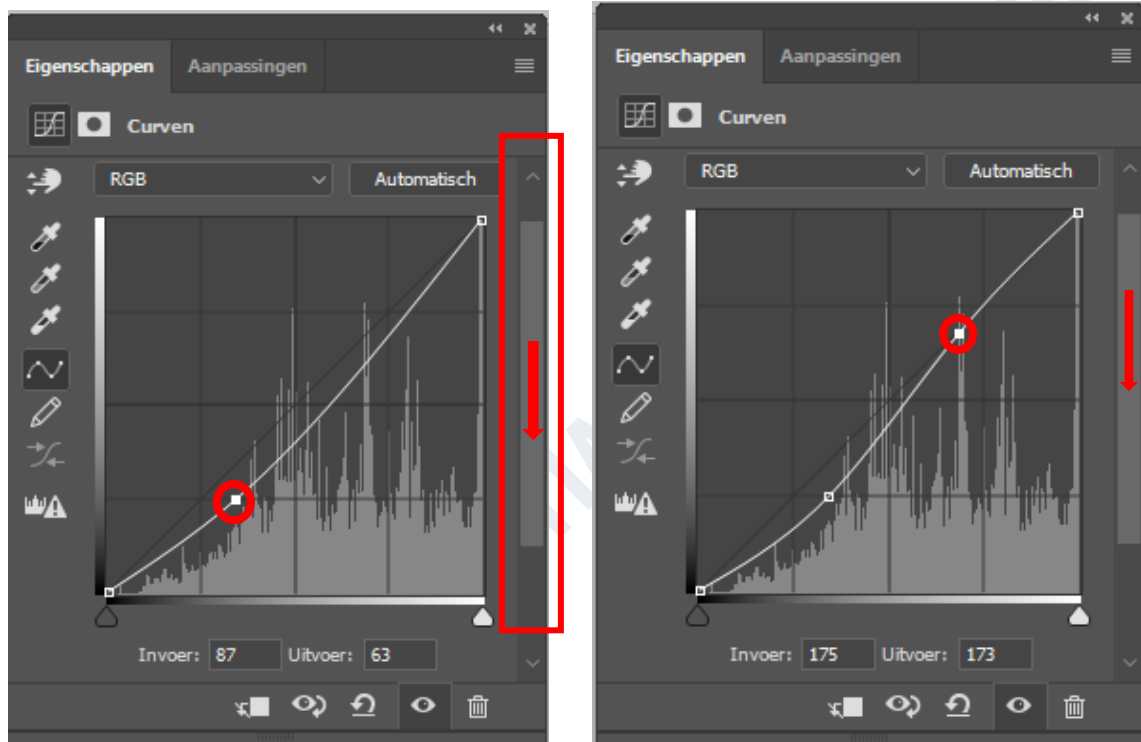 Eigenschappen Aanpassingen
Curven
RGB Automatisch
Invoer: 87 Uitvoer: 63
Eigenschappen Aanpassingen
Curven
RGB Automatisch
Invoer: 175 Uitvoer: 173